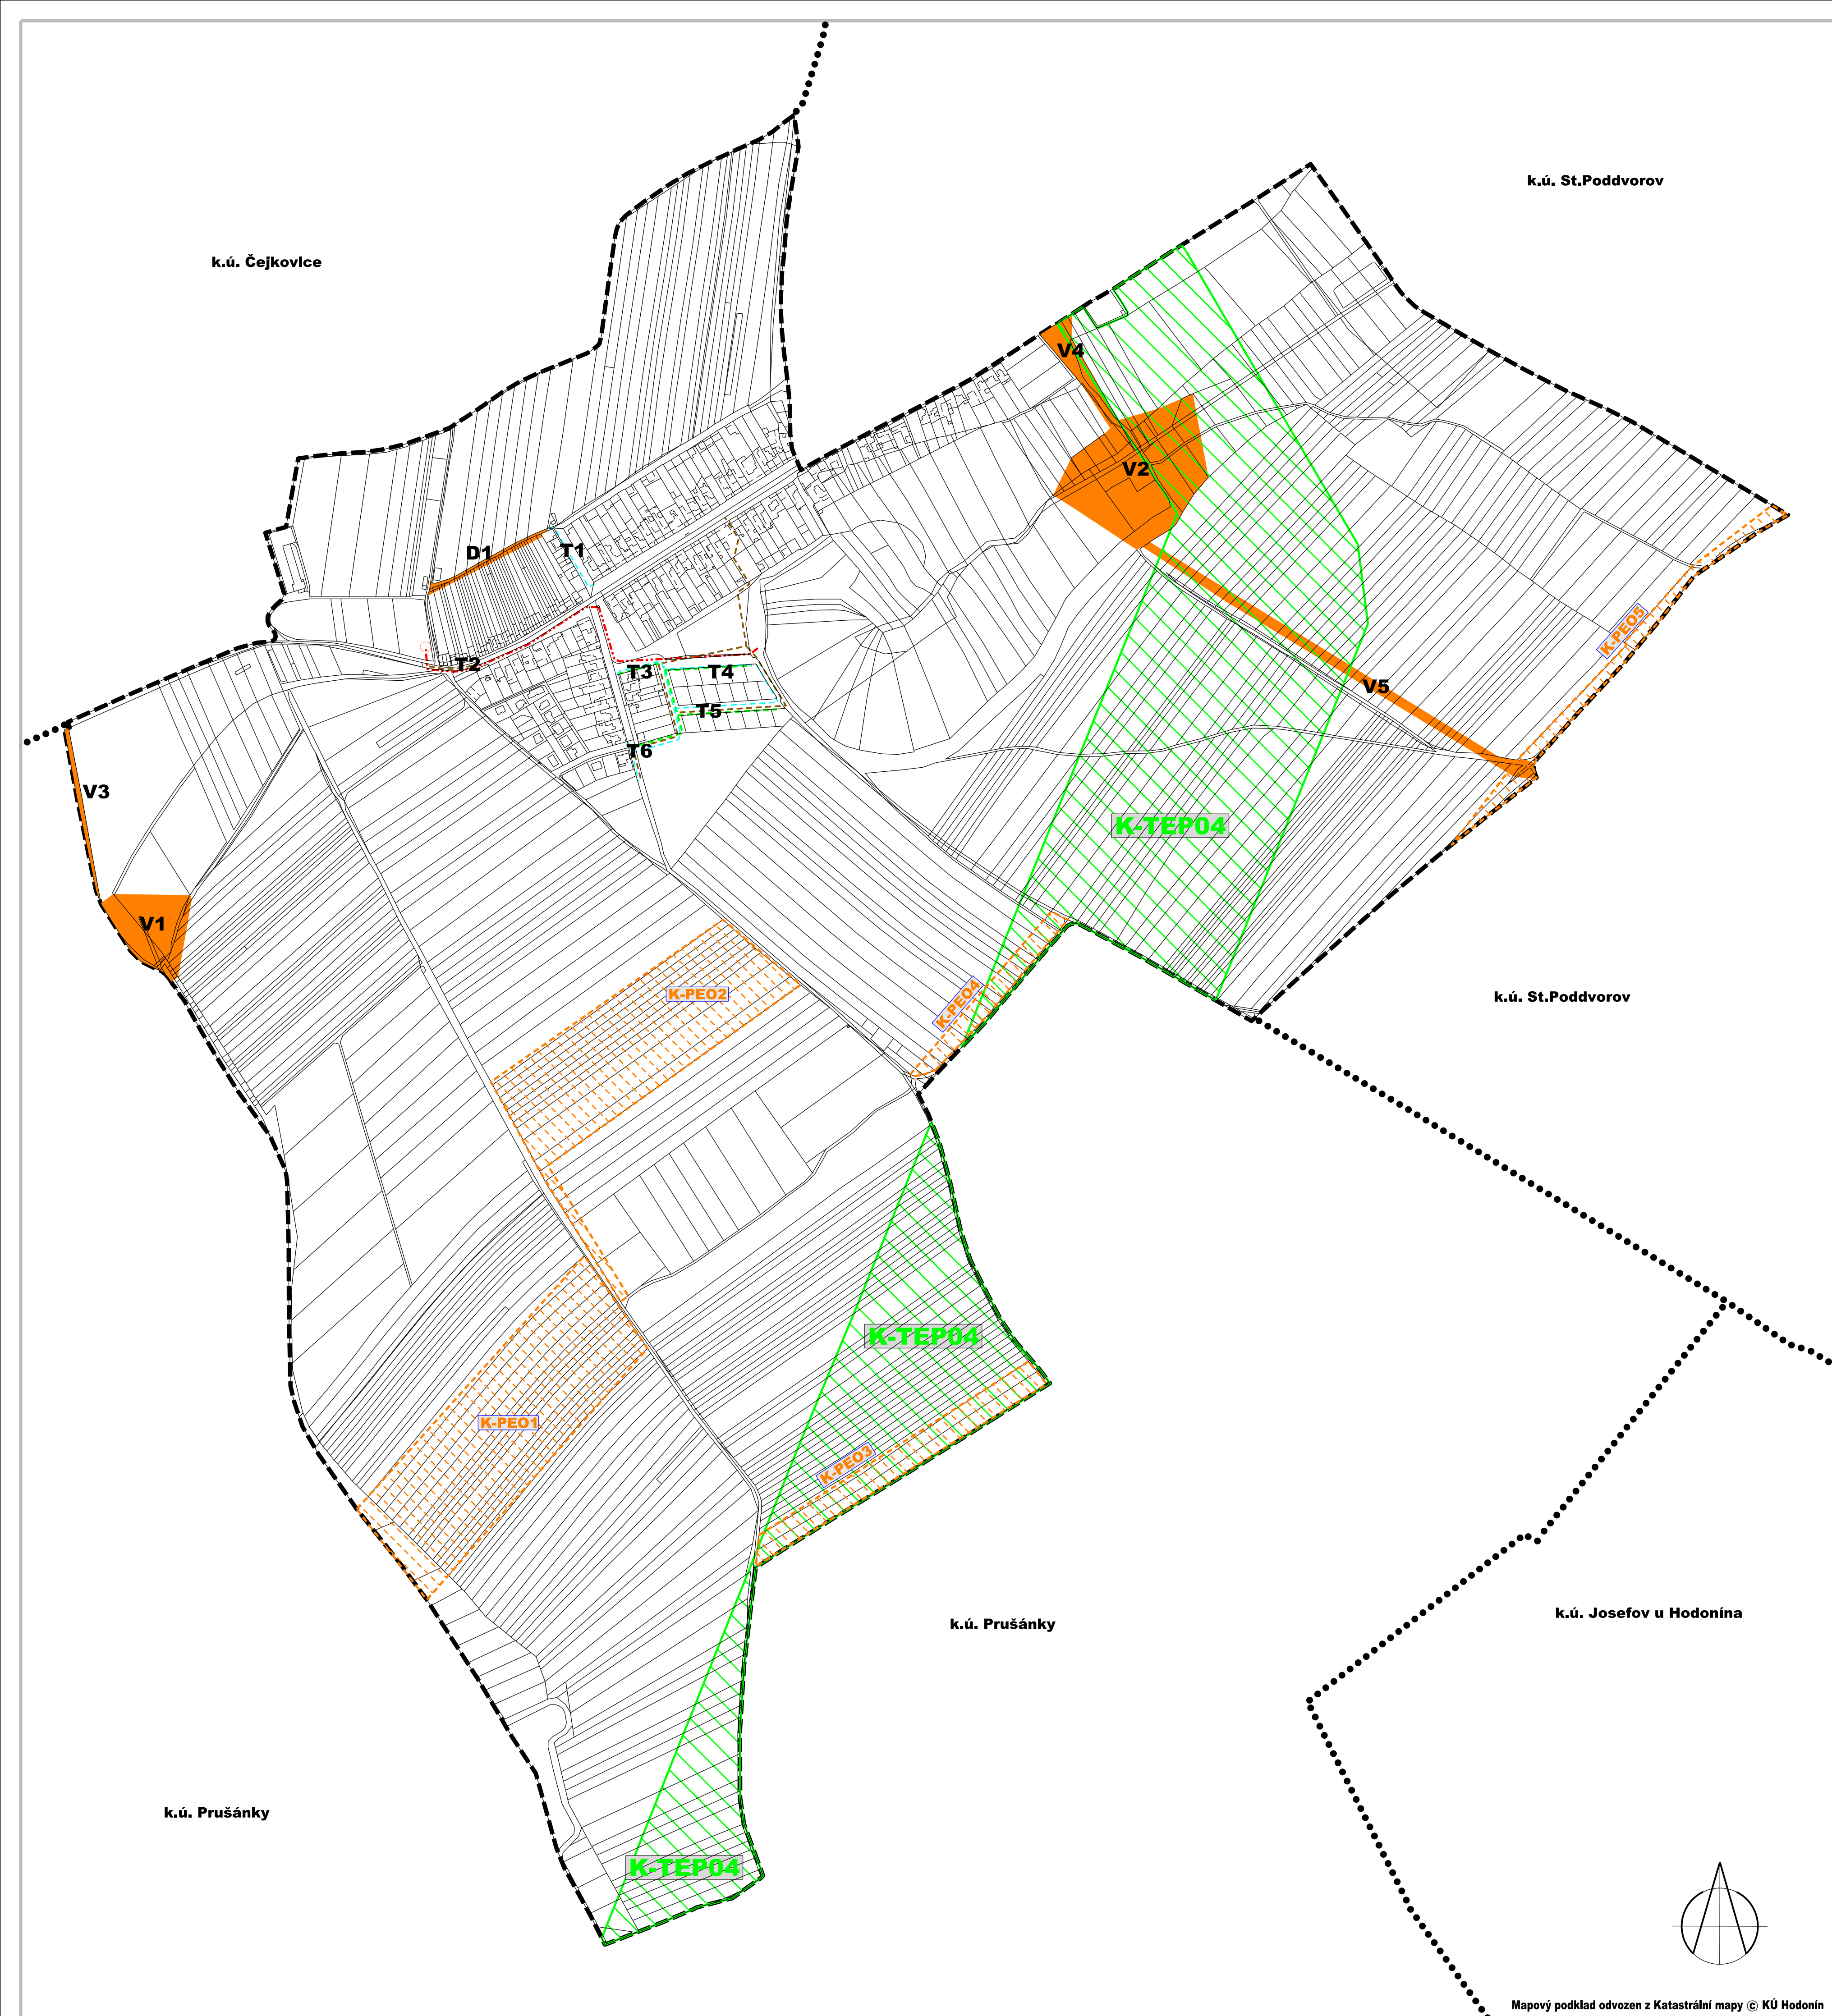 k.ú. St.Poddvorov
k.ú. Čejkovice
V4
V2
D1
T1
K-PEO5
T2
T3
T4
V5
T5
T6
V3
K-TEP04
V1
K-PEO2
K-PEO4
k.ú. St.Poddvorov
K-TEP04
K-PEO1
K-PEO3
k.ú. Josefov u Hodonína
k.ú. Prušánky
k.ú. Prušánky
K-TEP04
Mapový podklad odvozen z Katastrální mapy © KÚ Hodonín